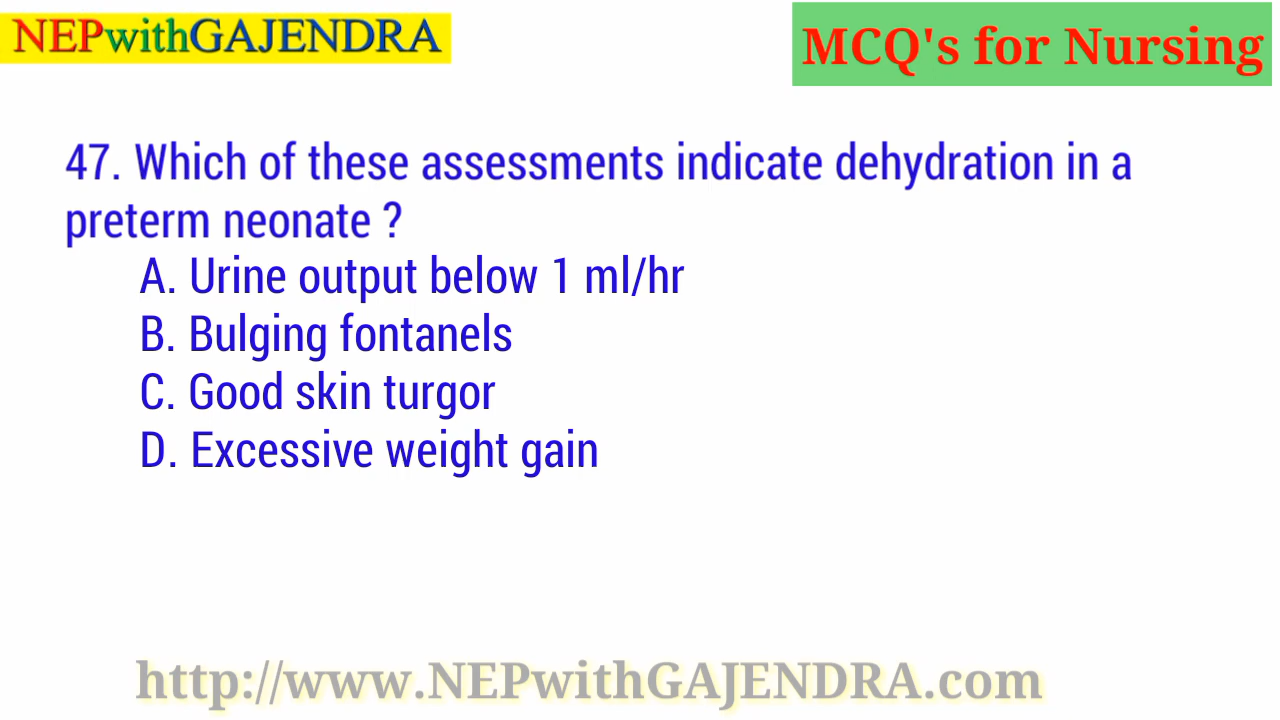 NEPwithGAJENDRA
MCQ's for Nursing
47. Which of these assessments indicate dehydration in a
preterm neonate ?
A. Urine output below 1 ml/hr
B. Bulging fontanels
C. Good skin turgor
D. Excessive weight gain
http://www.NEPwithGAJENDRA.com